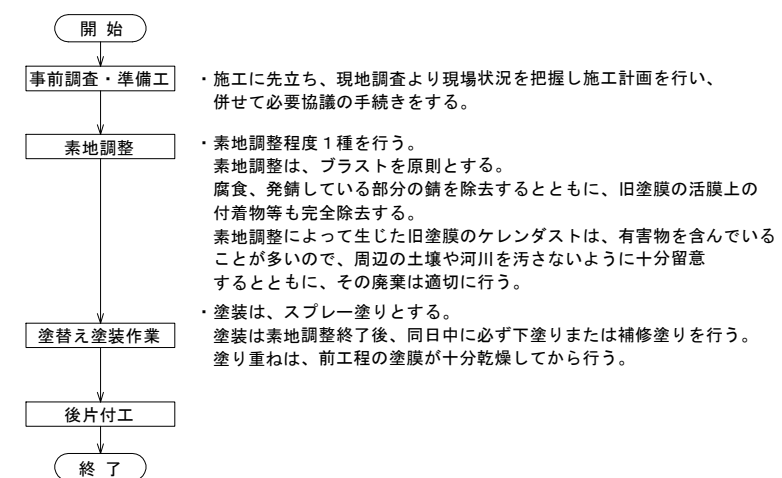 開 始
事前調査・準備工
・施工に先立ち、現地調査より現場状況を把握し施工計画を行い、
併せて必要協議の手続きをする。
素地調整
・素地調整程度１種を行う。
素地調整は、ブラストを原則とする。
腐食、発錆している部分の錆を除去するとともに、旧塗膜の活膜上の
付着物等も完全除去する。
素地調整によって生じた旧塗膜のケレンダストは、有害物を含んでいる
ことが多いので、周辺の土壌や河川を汚さないように十分留意
するとともに、その廃棄は適切に行う。
塗替え塗装作業
・塗装は、スプレー塗りとする。
塗装は素地調整終了後、同日中に必ず下塗りまたは補修塗りを行う。
塗り重ねは、前工程の塗膜が十分乾燥してから行う。
後片付工
終 了